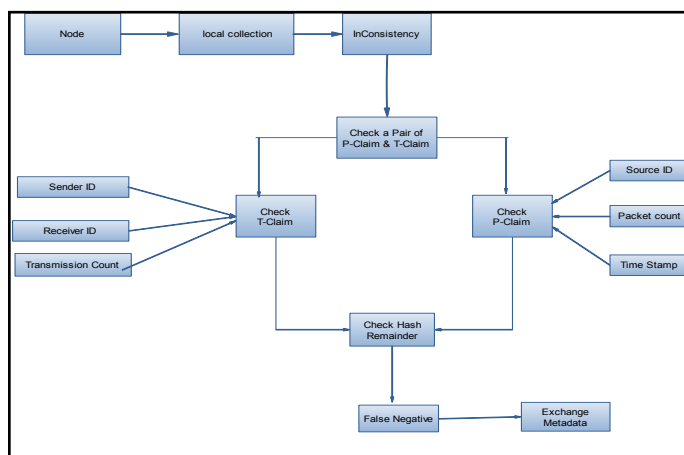 Node
local collection
InConsistency
Check a Pair of
P-Claim & T-Claim
Sender ID
Receiver ID
Transmission Count
Check
T-Claim
Check
P-Claim
Source ID
Packet count
Time Stamp
Check Hash
Remainder
False Negative
Exchange
Metadata